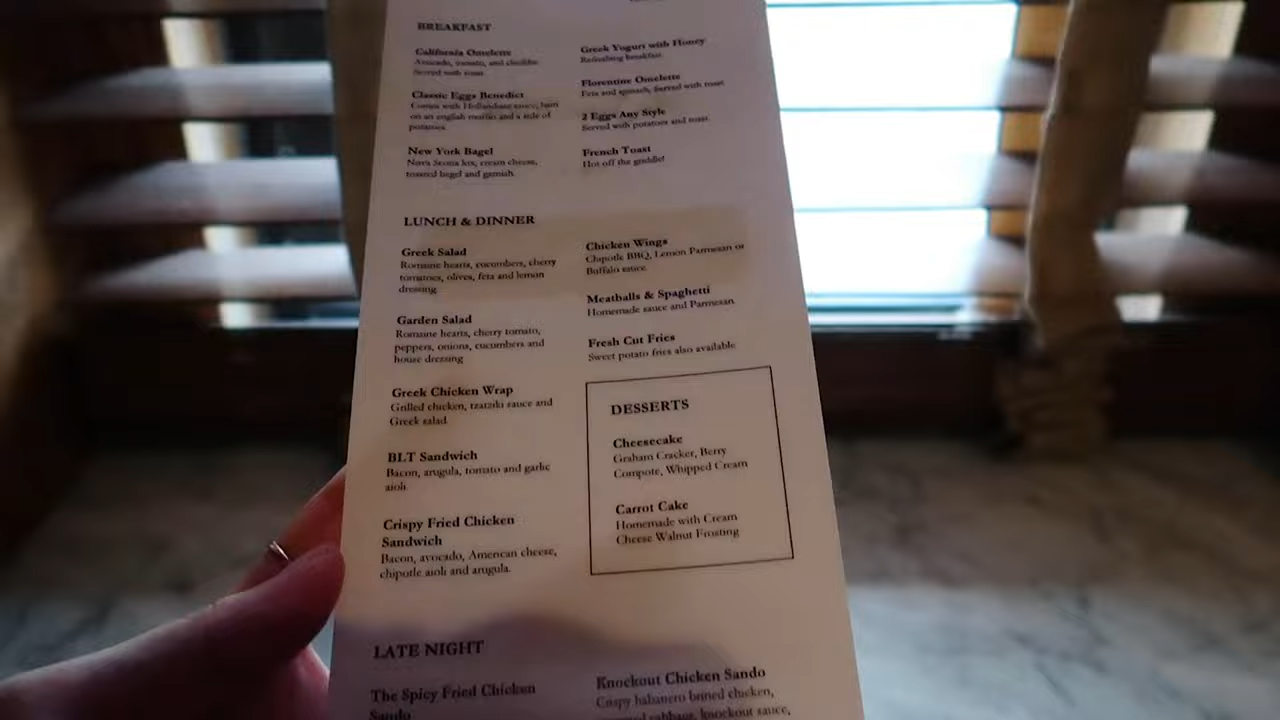 BREAKFAST
California Omelette
Avocado, tomato, and cheddar.
Served with toast.
Classic Eggs Benedict
Comes with Hollandaise sauce, ham
on an english muffin and a side of
potatoes.
New York Bagel
Nova Scotia lox, cream cheese,
toasted bagel and garnish.
Greek Yogurt with Honey
Refreshing breakfast.
Florentine Omelette
Feta and spinach, Served with toast
2 Eggs Any Style
Served with potatoes and toast.
French Toast
Hot off the griddle!
LUNCH & DINNER
Greek Salad
Romaine hearts, cucumbers, cherry
tomatoes, olives, feta and lemon
dressing
Garden Salad
Romaine hearts, cherry tomato,
peppers, onions, cucumbers and
house dressing
Greek Chicken Wrap
Grilled chicken, tzatziki sauce and
Greek salad.
BLT Sandwich
Bacon, arugula, tomato and garlic
aioli.
Crispy Fried Chicken
Sandwich
Bacon, avocado, American cheese,
chipotle aioli and arugula.
Chicken Wings
Chipotle BBQ, Lemon Parmesan or
Buffalo sauce.
Meatballs & Spaghetti
Homemade sauce and Parmesan.
Fresh Cut Fries
Sweet potato fries also available.
DESSERTS
Cheesecake
Graham Cracker, Berry
Compote, Whipped Cream
Carrot Cake
Homemade with Cream
Cheese Walnut Frosting
LATE NIGHT
The Spicy Fried Chicken
Sando
Knockout Chicken Sando
Crispy habanero brined chicken,
cabbage, knockout sauce,